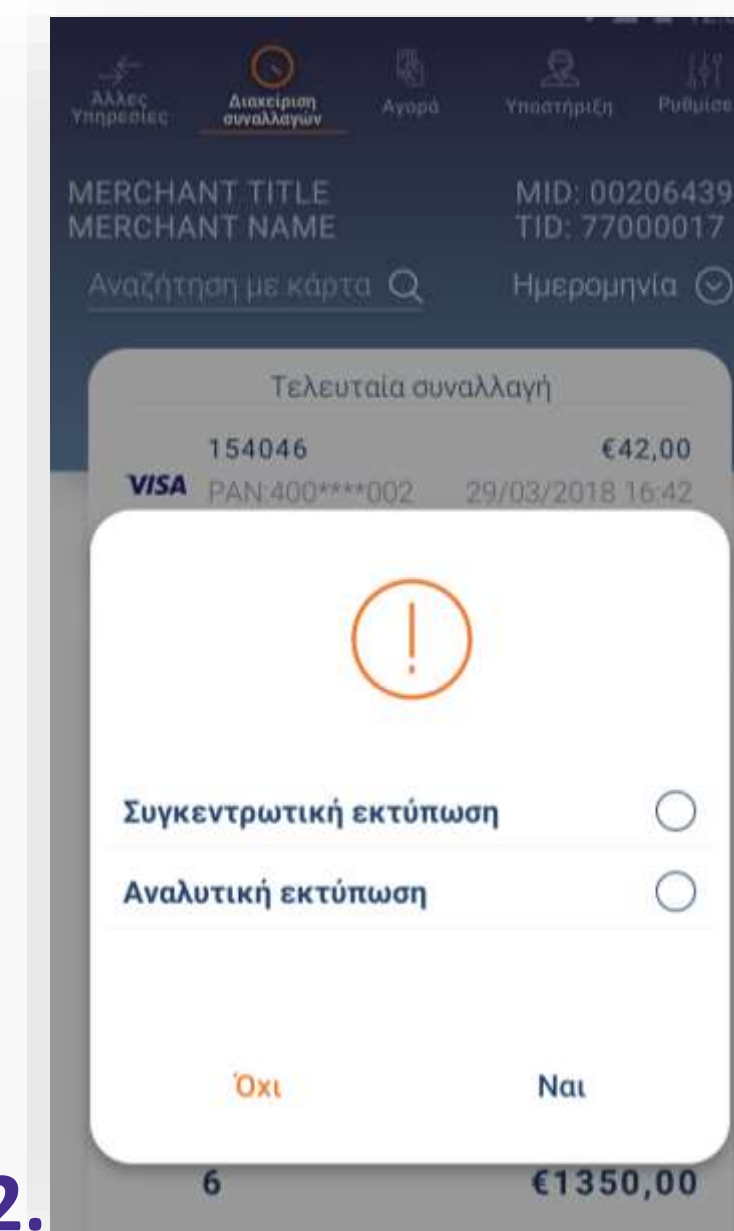 Άλλες Υπηρεσίες
Διαχείριση συναλλαγών
Αγορά
Υποστήριξη
MERCHANT TITLE
MID: 00206439
MERCHANT NAME
TID: 77000017
Αναζήτηση με κάρτα
Ημερομηνία
Τελευταία συναλλαγή
154046 €42,00
VISA PAN:400****002 29/03/2018 16:42
Συγκεντρωτική εκτύπωση
Αναλυτική εκτύπωση
Όχι Ναι
6 €1350,00
2.